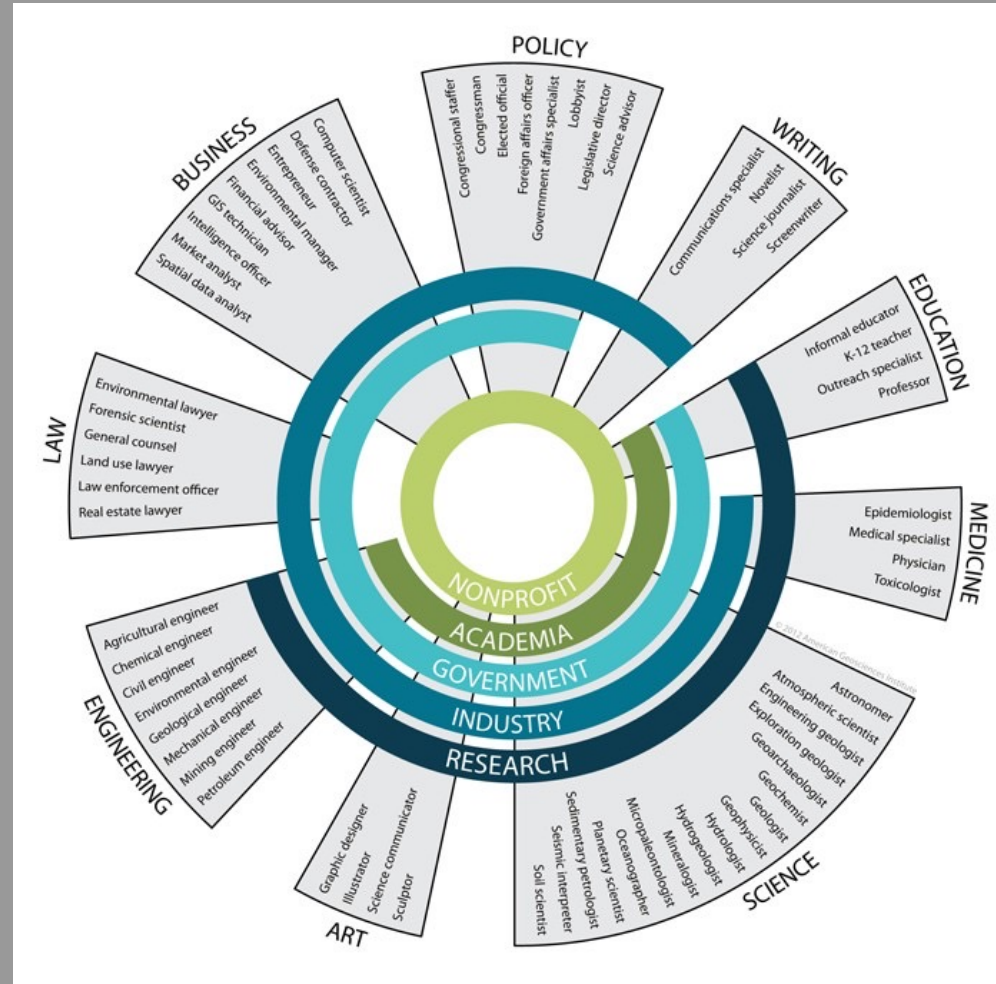 POLICY
Congressional staffer
Congressman
Elected official
Foreign affairs officer
Government affairs specialist
Lobbyist
Legislative director
Science advisor
WRITING
Communications specialist
Novelist
Science journalist
Screenwriter
EDUCATION
Informal educator
K-12 teacher
Outreach specialist
Professor
MEDICINE
Epidemiologist
Medical specialist
Physician
Toxicologist
© 2012 American Geosciences Institute
SCIENCE
Astronomer
Atmospheric scientist
Engineering geologist
Exploration geologist
Geoarchaeologist
Geochemist
Geologist
Geophysicist
Hydrologist
Hydrogeologist
Mineralogist
Micropaleontologist
Oceanographer
Planetary scientist
Sedimentary petrologist
Seismic interpreter
Soil scientist
ART
Graphic designer
Illustrator
Science communicator
Sculptor
ENGINEERING
Agricultural engineer
Chemical engineer
Civil engineer
Environmental engineer
Geological engineer
Mechanical engineer
Mining engineer
Petroleum engineer
LAW
Environmental lawyer
Forensic scientist
General counsel
Land use lawyer
Law enforcement officer
Real estate lawyer
BUSINESS
Computer scientist
Defense contractor
Entrepreneur
Environmental manager
Financial advisor
GIS technician
Intelligence officer
Market analyst
Spatial data analyst
NONPROFIT
ACADEMIA
GOVERNMENT
INDUSTRY
RESEARCH